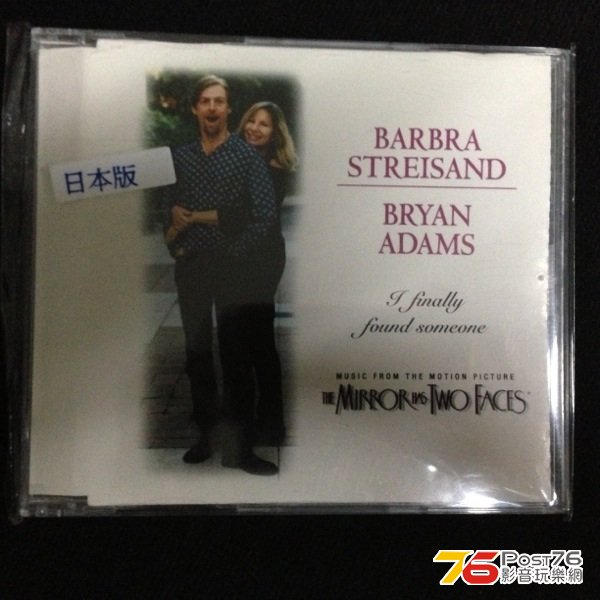 日本版
BARBRA
STREISAND
BRYAN
ADAMS
I finally
found someone
MUSIC FROM THE MOTION PICTURE
THE MIRROR HAS TWO FACES
76 POST76
影音玩樂網